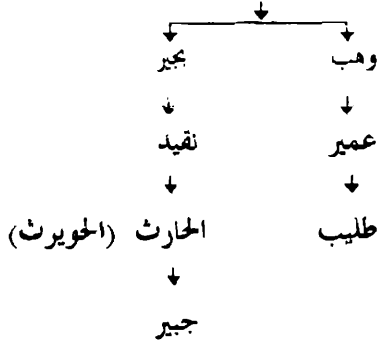 وهب بجير
عمير نقيد
طليب الحارث (الحويرث)
جبير